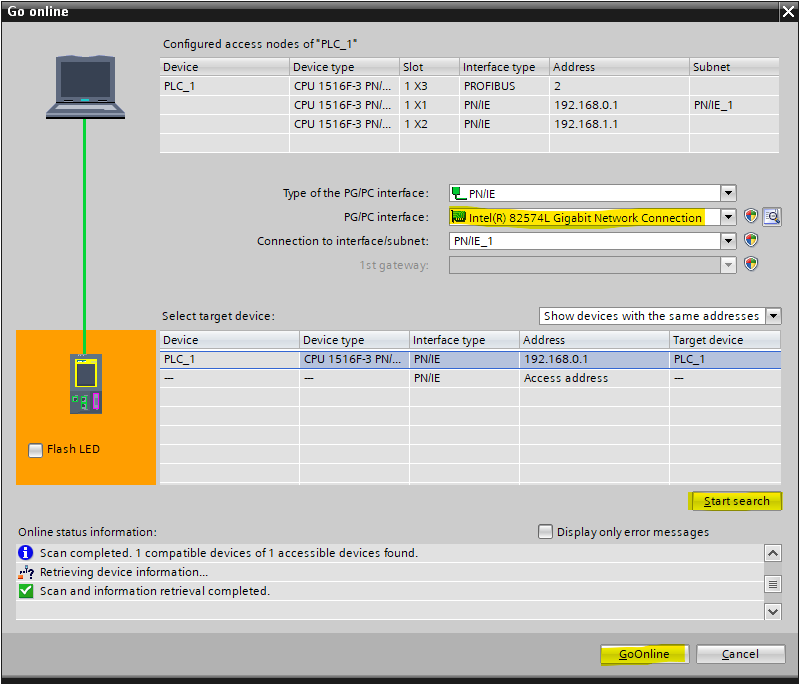 Go online
Configured access nodes of "PLC_1"
Device Device type Slot Interface type Address Subnet
PLC_1 CPU 1516F-3 PN/... 1 X3 PROFIBUS 2
CPU 1516F-3 PN/... 1 X1 PN/IE 192.168.0.1 PN/IE_1
CPU 1516F-3 PN/... 1 X2 PN/IE 192.168.1.1
Type of the PG/PC interface: PN/IE
PG/PC interface: Intel(R) 82574L Gigabit Network Connection
Connection to interface/subnet: PN/IE_1
1st gateway:
Select target device: Show devices with the same addresses
Device Device type Interface type Address Target device
PLC_1 CPU 1516F-3 PN/... PN/IE 192.168.0.1 PLC_1
— — PN/IE Access address —
Flash LED
Start search
Online status information: Display only error messages
Scan completed. 1 compatible devices of 1 accessible devices found.
Retrieving device information...
Scan and information retrieval completed.
GoOnline Cancel